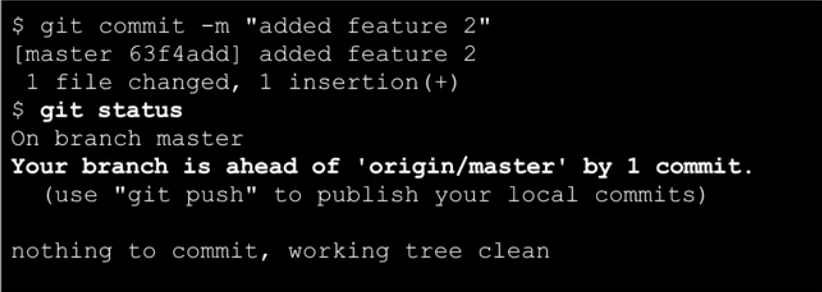 $ git commit -m "added feature 2"
[master 63f4add] added feature 2
 1 file changed, 1 insertion(+)
$ git status
On branch master
Your branch is ahead of 'origin/master' by 1 commit.
  (use "git push" to publish your local commits)

nothing to commit, working tree clean